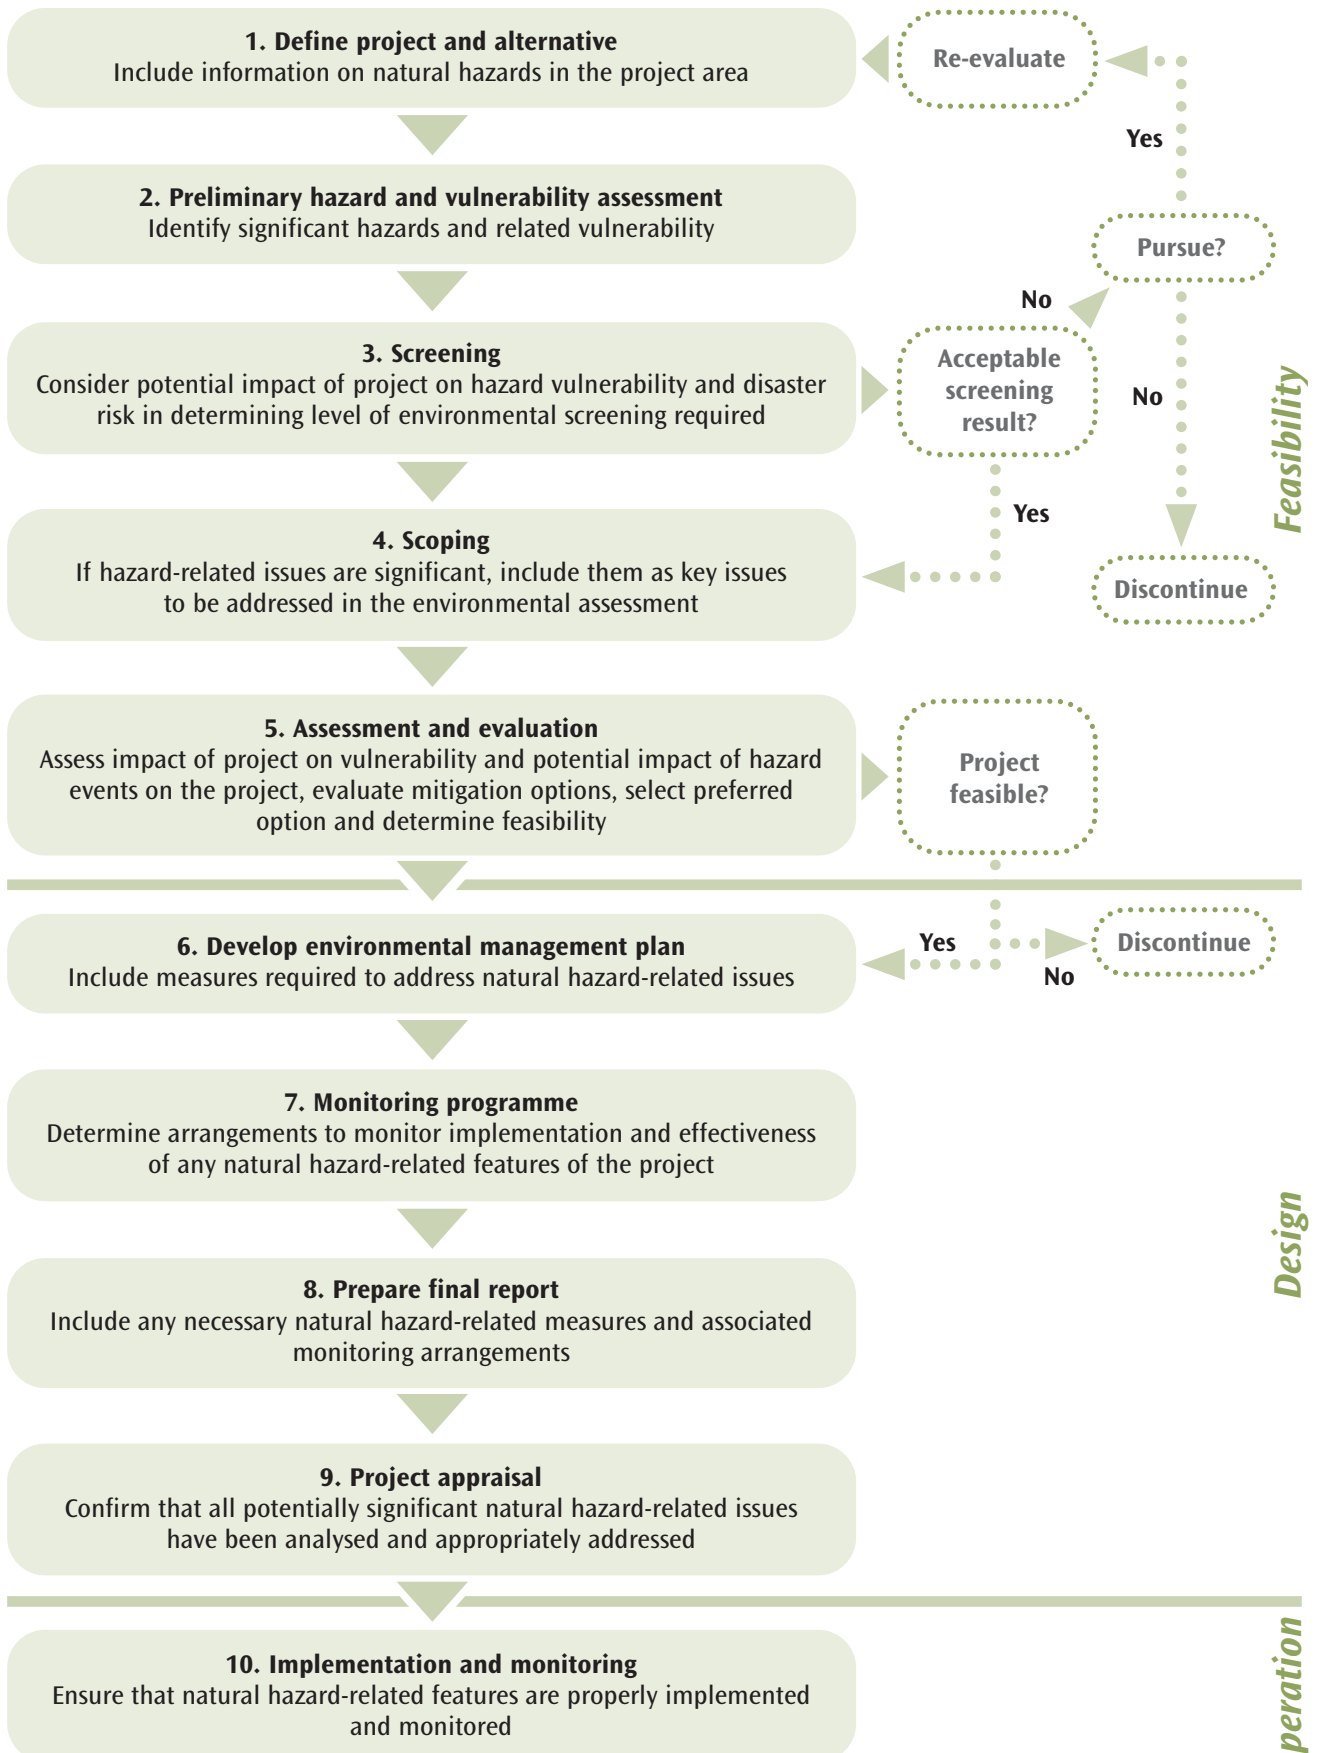 1. Define project and alternative
Include information on natural hazards in the project area
Re-evaluate
Yes
2. Preliminary hazard and vulnerability assessment
Identify significant hazards and related vulnerability
Pursue?
No
3. Screening
Consider potential impact of project on hazard vulnerability and disaster
risk in determining level of environmental screening required
Acceptable
screening
result?
No
Yes
Feasibility
4. Scoping
If hazard-related issues are significant, include them as key issues
to be addressed in the environmental assessment
Discontinue
5. Assessment and evaluation
Assess impact of project on vulnerability and potential impact of hazard
events on the project, evaluate mitigation options, select preferred
option and determine feasibility
Project
feasible?
6. Develop environmental management plan
Include measures required to address natural hazard-related issues
Yes
No
Discontinue
7. Monitoring programme
Determine arrangements to monitor implementation and effectiveness
of any natural hazard-related features of the project
Design
8. Prepare final report
Include any necessary natural hazard-related measures and associated
monitoring arrangements
9. Project appraisal
Confirm that all potentially significant natural hazard-related issues
have been analysed and appropriately addressed
10. Implementation and monitoring
Ensure that natural hazard-related features are properly implemented
and monitored
peration